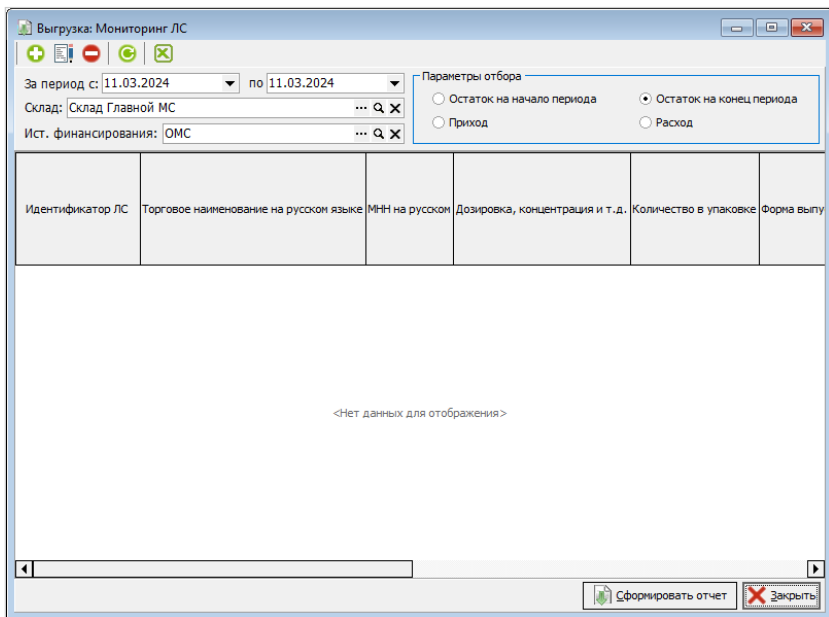 Выгрузка: Мониторинг ЛС
За период с: 11.03.2024 по 11.03.2024
Склад: Склад Главной МС
Ист. финансирования: ОМС
Параметры отбора
Остаток на начало периода Остаток на конец периода
Приход Расход
Идентификатор ЛС Торговое наименование на русском языке МНН на русском Дозировка, концентрация и т.д. Количество в упаковке Форма выпу
<Нет данных для отображения>
Сформировать отчет Закрыть